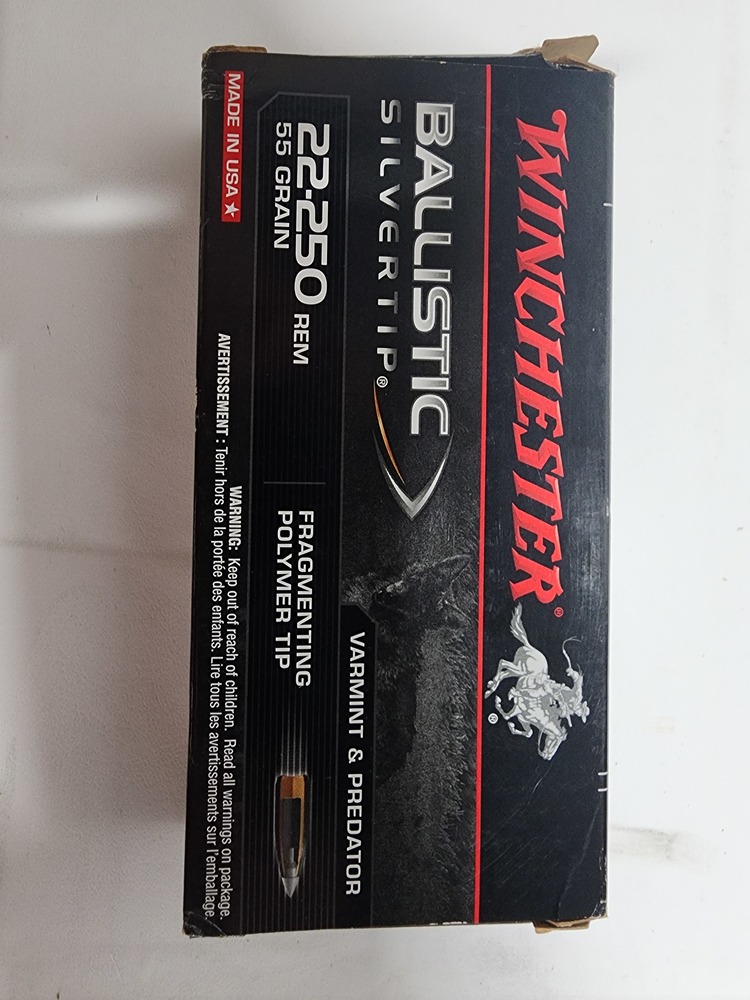 WINCHESTER®
®
BALLISTIC
SILVERTIP®
VARMINT & PREDATOR
22-250 REM
55 GRAIN
FRAGMENTING
POLYMER TIP
MADE IN USA
WARNING: Keep out of reach of children. Read all warnings on package.
AVERTISSEMENT : Tenir hors de la portée des enfants. Lire tous les avertissements sur l'emballage.